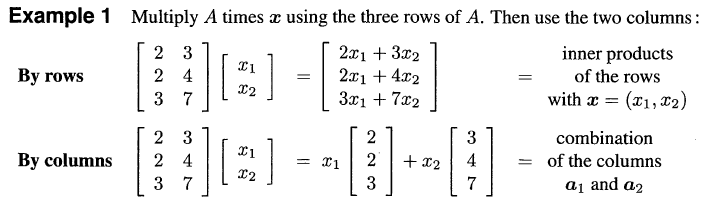 Example 1 Multiply A times x using the three rows of A. Then use the two columns:
By rows [2 3; 2 4; 3 7] [x₁; x₂] = [2x₁ + 3x₂; 2x₁ + 4x₂; 3x₁ + 7x₂] = inner products of the rows with x = (x₁, x₂)
By columns [2 3; 2 4; 3 7] [x₁; x₂] = x₁ [2; 2; 3] + x₂ [3; 4; 7] = combination of the columns a₁ and a₂